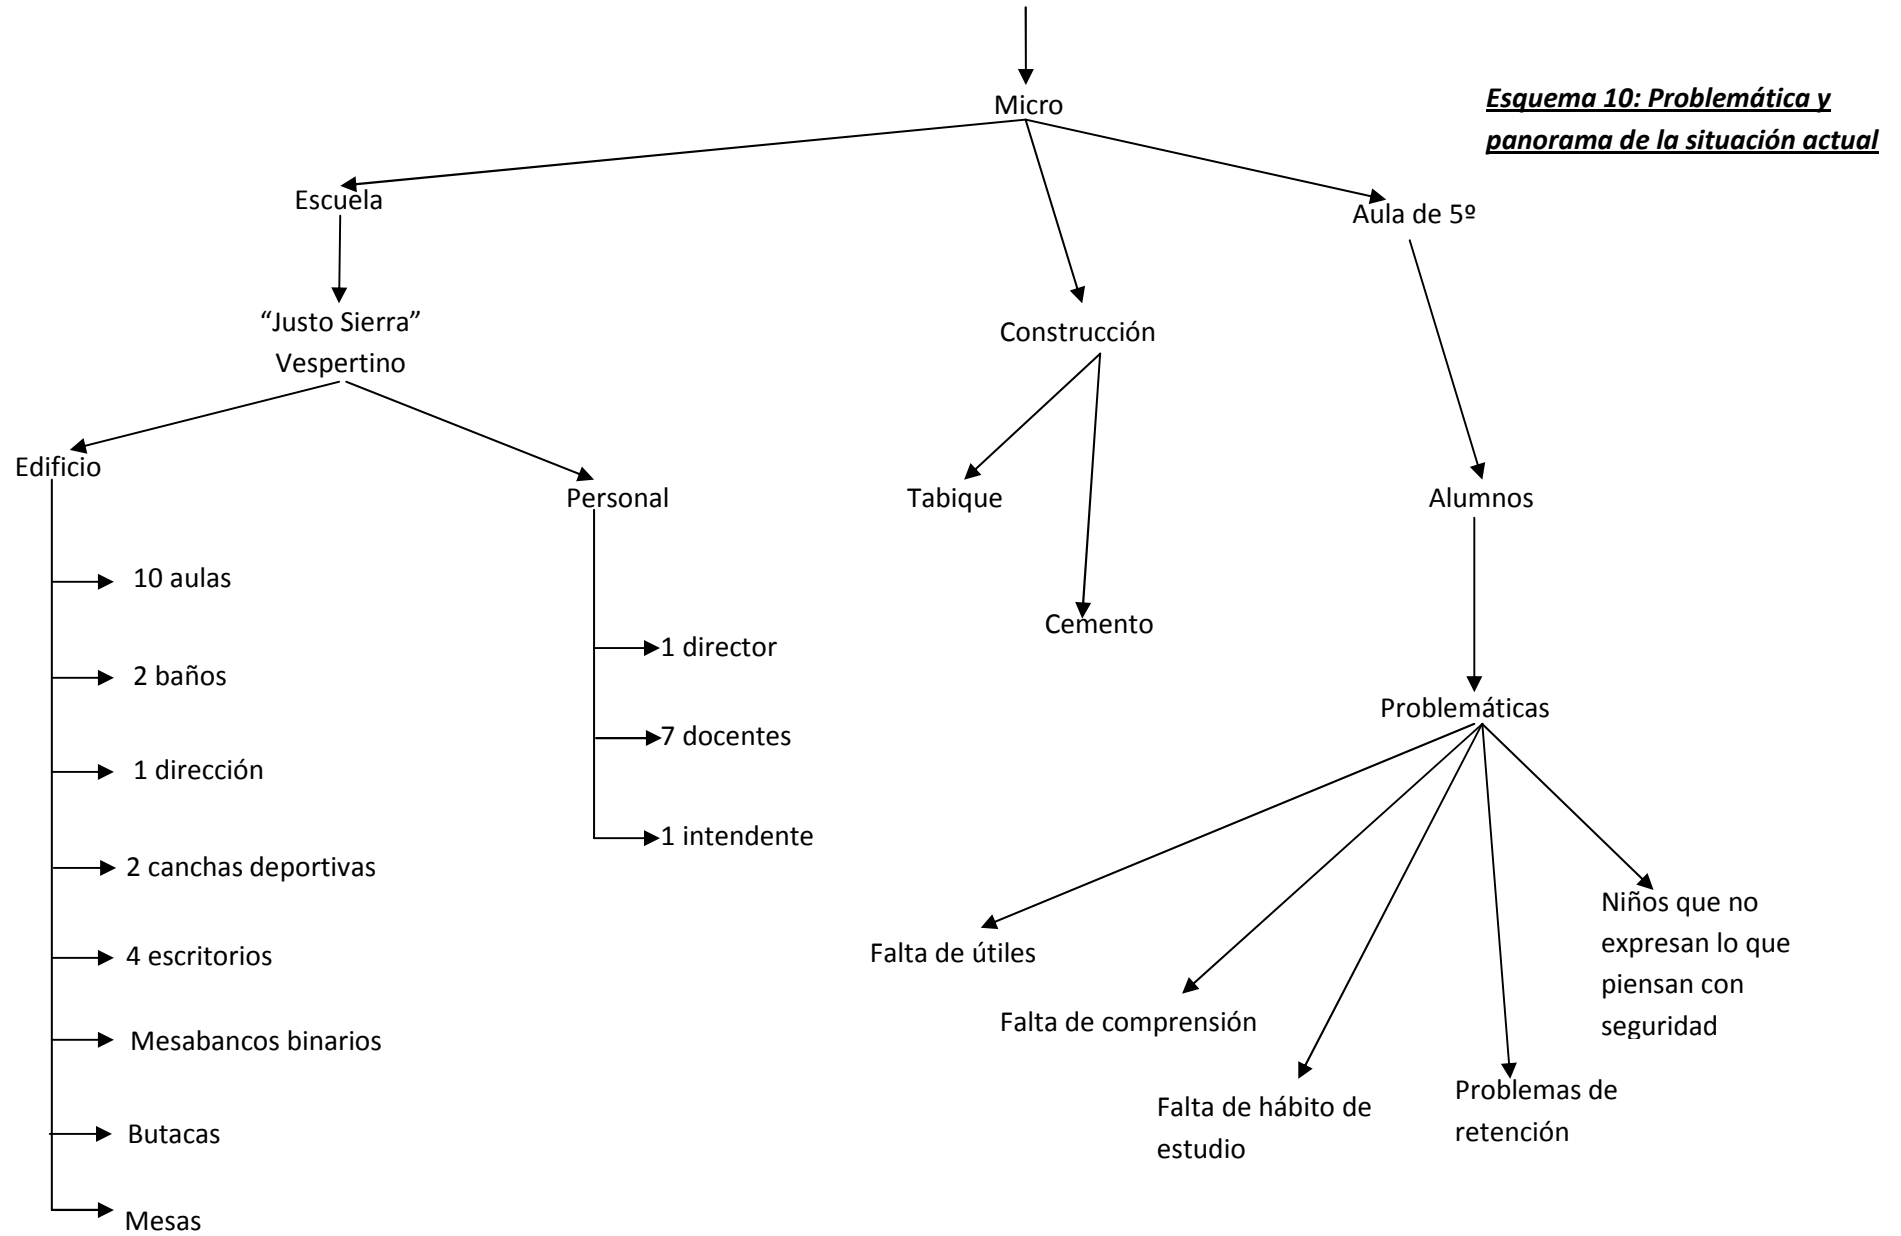 Micro
Esquema 10: Problemática y
panorama de la situación actual
Escuela
Aula de 5º
“Justo Sierra”
Vespertino
Construcción
Edificio
Personal
Tabique
Alumnos
10 aulas
2 baños
1 dirección
2 canchas deportivas
4 escritorios
Mesabancos binarios
Butacas
Mesas
1 director
7 docentes
1 intendente
Cemento
Problemáticas
Falta de útiles
Falta de comprensión
Falta de hábito de
estudio
Problemas de
retención
Niños que no
expresan lo que
piensan con
seguridad